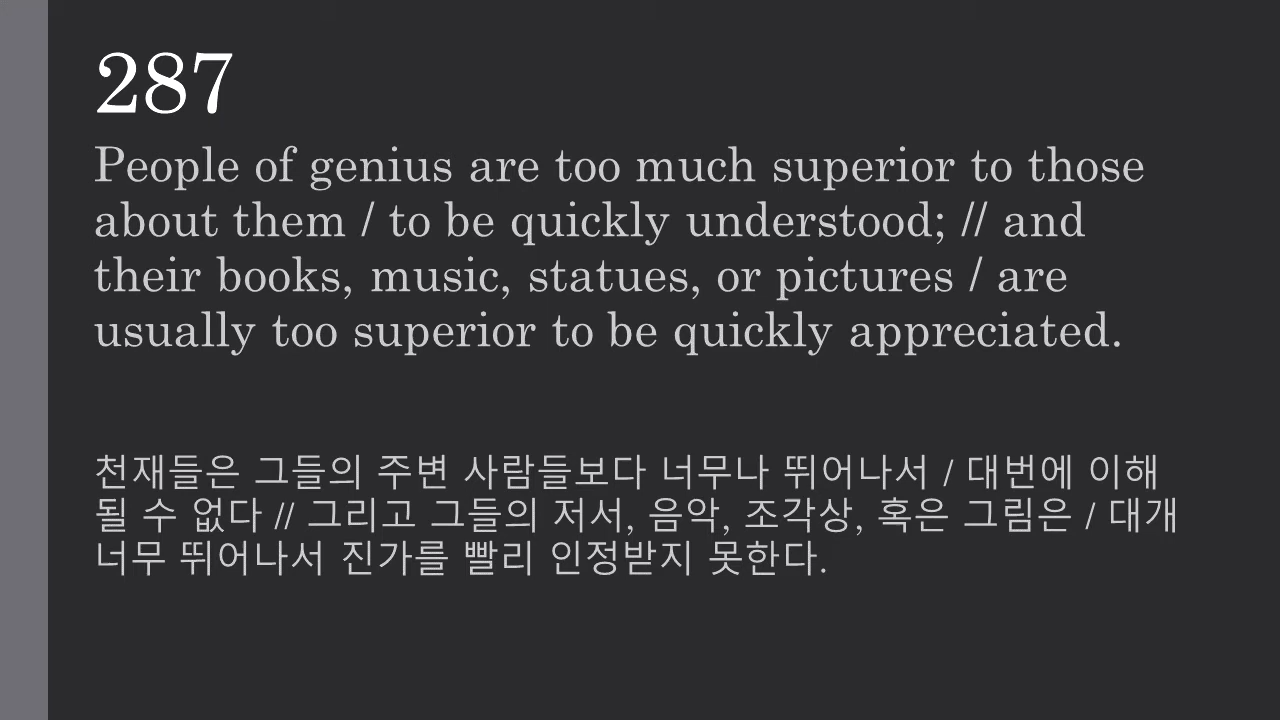 287
People of genius are too much superior to those
about them / to be quickly understood; // and
their books, music, statues, or pictures / are
usually too superior to be quickly appreciated.
천재들은 그들의 주변 사람들보다 너무나 뛰어나서 / 대번에 이해
될 수 없다 // 그리고 그들의 저서, 음악, 조각상, 혹은 그림은 / 대개
너무 뛰어나서 진가를 빨리 인정받지 못한다.